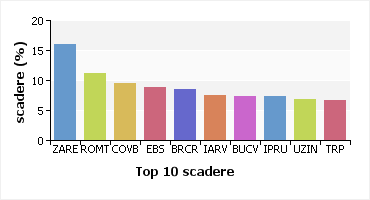 scadere (%)
20
15
10
5
0
ZARE ROMT COVB EBS BRCR IARV BUCV IPRU UZIN TRP
Top 10 scadere